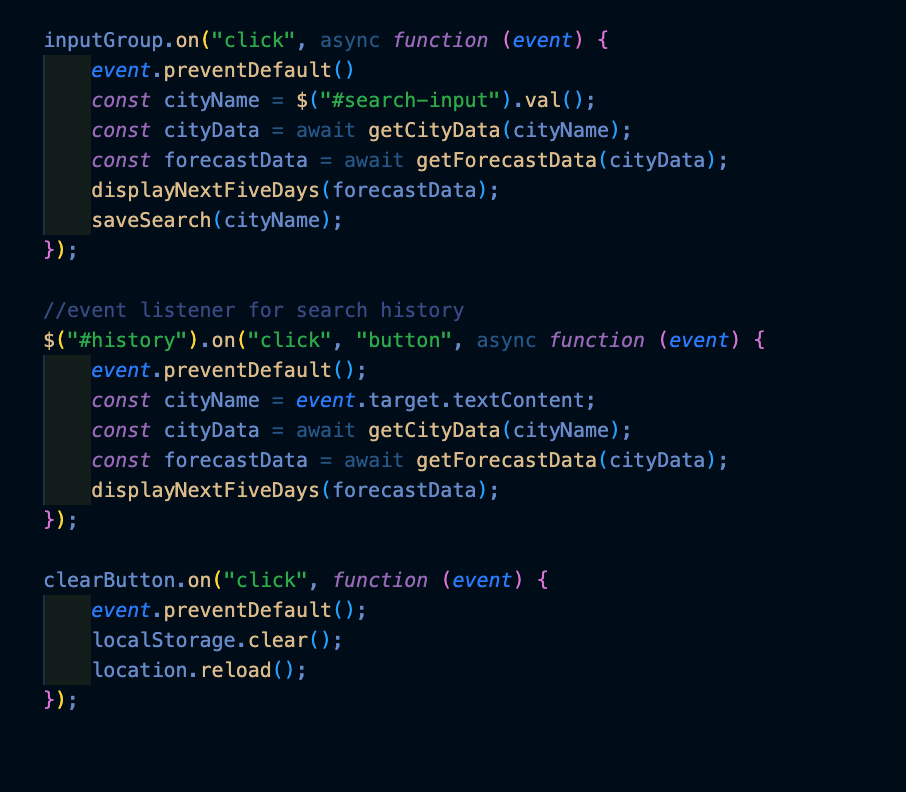 inputGroup.on("click", async function (event) {
    event.preventDefault()
    const cityName = $("#search-input").val();
    const cityData = await getCityData(cityName);
    const forecastData = await getForecastData(cityData);
    displayNextFiveDays(forecastData);
    saveSearch(cityName);
});

//event listener for search history
$("#history").on("click", "button", async function (event) {
    event.preventDefault();
    const cityName = event.target.textContent;
    const cityData = await getCityData(cityName);
    const forecastData = await getForecastData(cityData);
    displayNextFiveDays(forecastData);
});

clearButton.on("click", function (event) {
    event.preventDefault();
    localStorage.clear();
    location.reload();
});